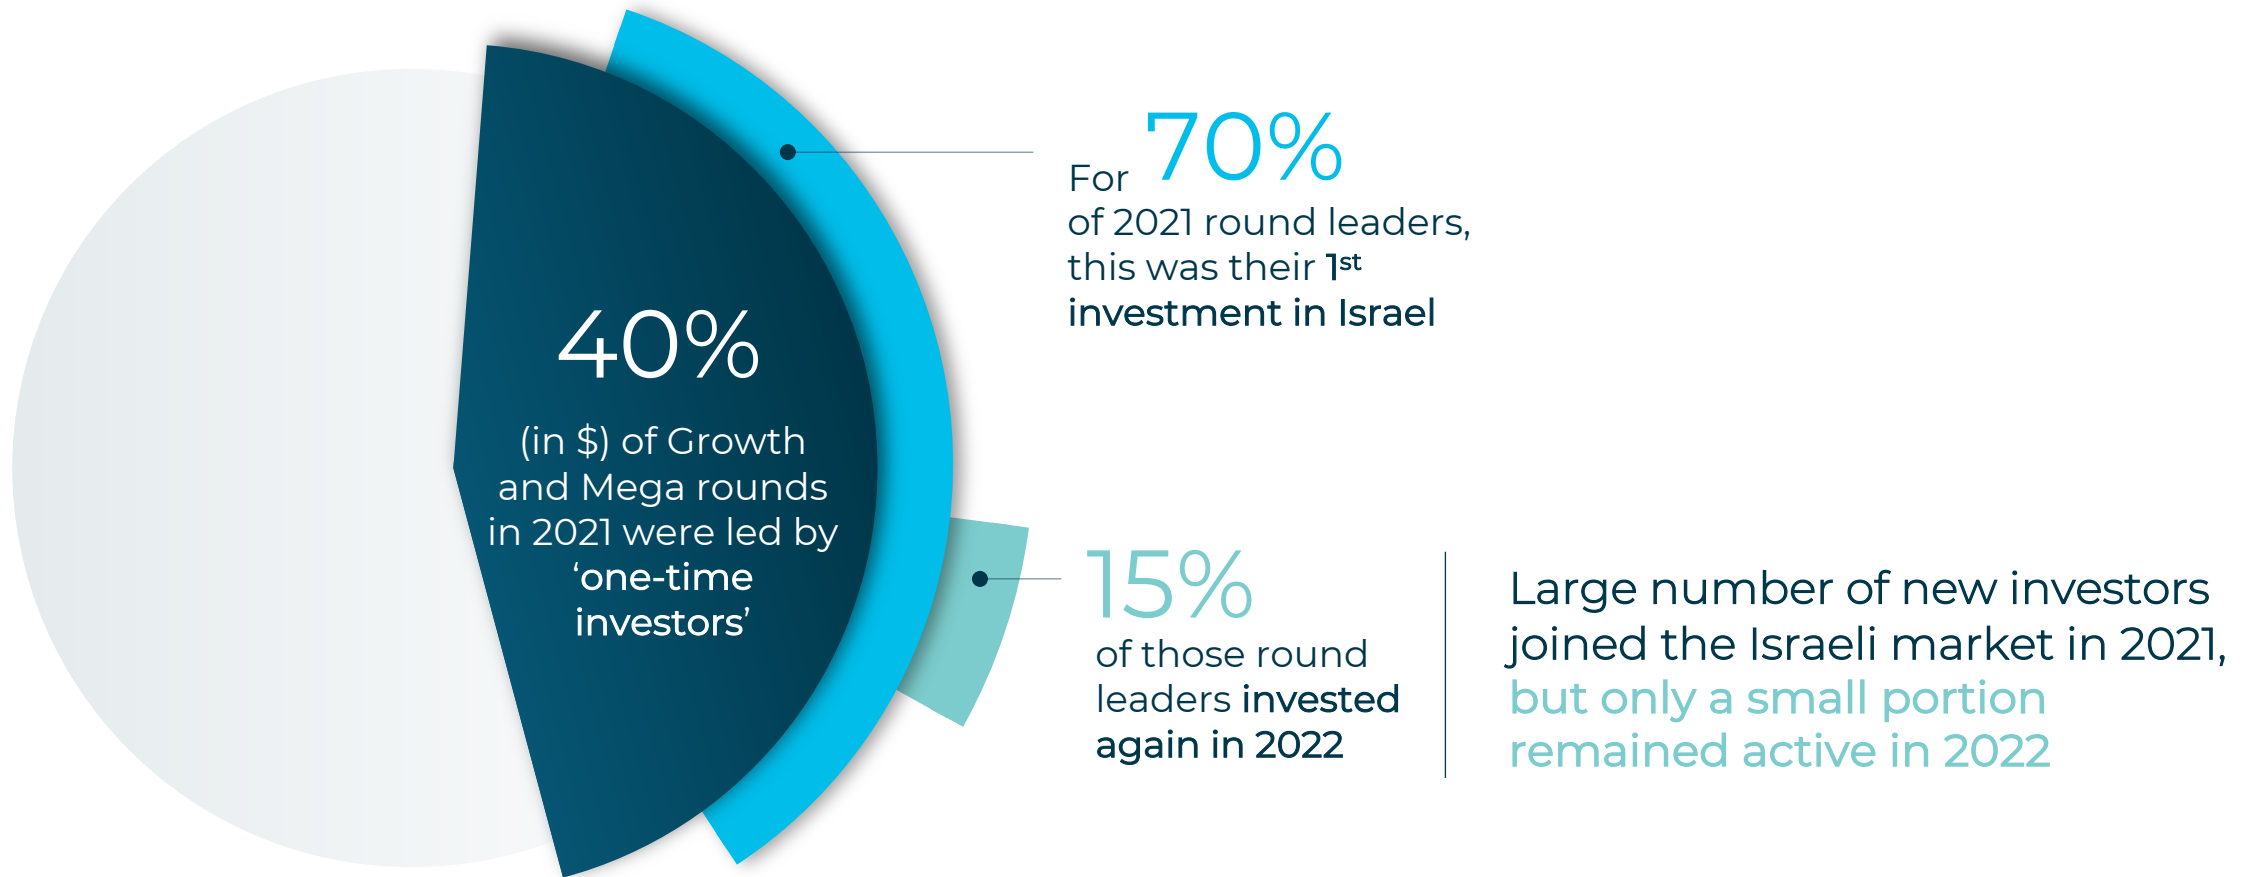 40%
(in $) of Growth
and Mega rounds
in 2021 were led by
‘one-time
investors’
For 70%
of 2021 round leaders,
this was their 1st
investment in Israel
15%
of those round
leaders invested
again in 2022
Large number of new investors
joined the Israeli market in 2021,
but only a small portion
remained active in 2022